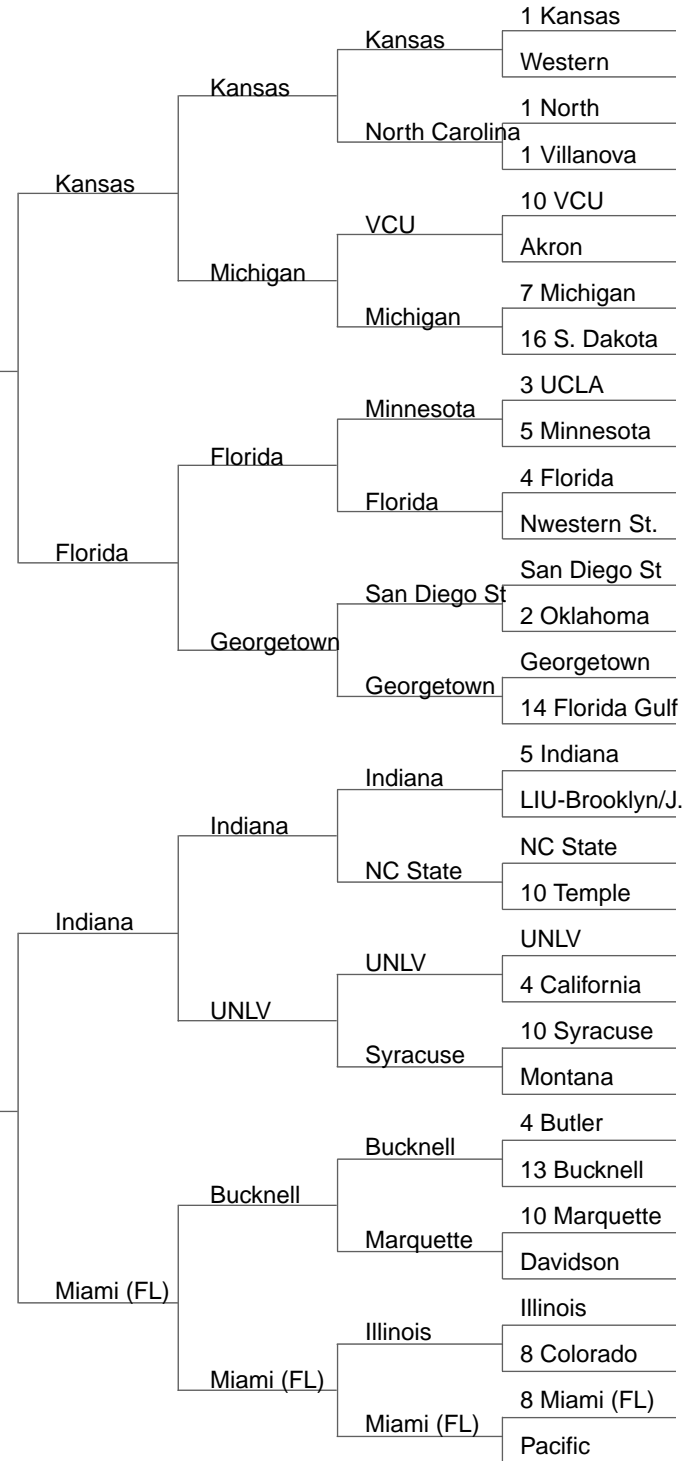 1 Kansas
Kansas
Western
Kansas
1 North
North Carolina
1 Villanova
Kansas
10 VCU
VCU
Akron
Michigan
7 Michigan
Michigan
16 S. Dakota
3 UCLA
Minnesota
5 Minnesota
Florida
4 Florida
Florida
Nwestern St.
Florida
San Diego St
San Diego St
2 Oklahoma
Georgetown
Georgetown
Georgetown
14 Florida Gulf
5 Indiana
Indiana
LIU-Brooklyn/J.
Indiana
NC State
NC State
10 Temple
Indiana
UNLV
UNLV
4 California
UNLV
10 Syracuse
Syracuse
Montana
4 Butler
Bucknell
13 Bucknell
Bucknell
10 Marquette
Marquette
Davidson
Miami (FL)
Illinois
Illinois
8 Colorado
Miami (FL)
8 Miami (FL)
Miami (FL)
Pacific